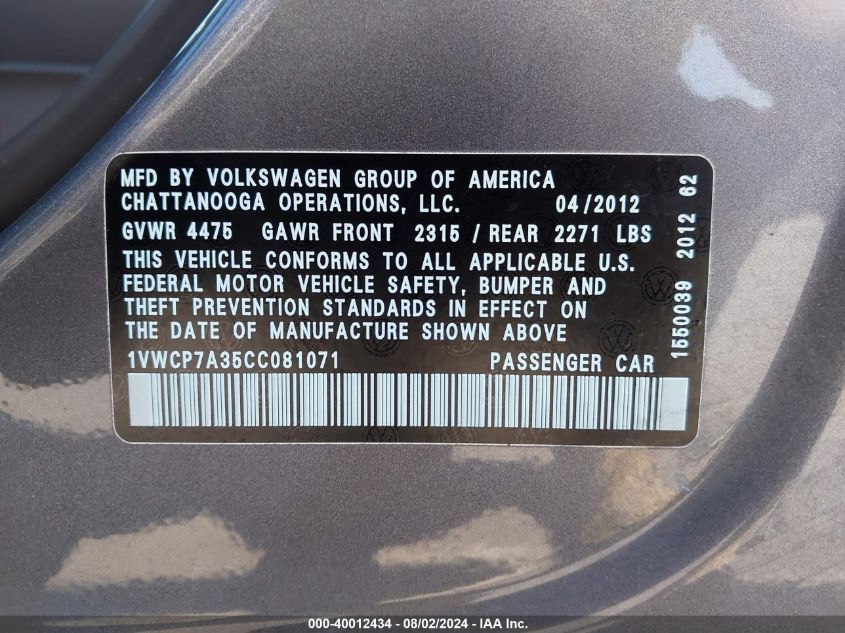 MFD BY VOLKSWAGEN GROUP OF AMERICA
CHATTANOOGA OPERATIONS, LLC. 04/2012
GVWR 4475 GAWR FRONT 2315 / REAR 2271 LBS
THIS VEHICLE CONFORMS TO ALL APPLICABLE U.S.
FEDERAL MOTOR VEHICLE SAFETY, BUMPER AND
THEFT PREVENTION STANDARDS IN EFFECT ON
THE DATE OF MANUFACTURE SHOWN ABOVE
1VWCP7A35CC081071 PASSENGER CAR
1550039 2012 62
000-40012434 - 08/02/2024 - IAA Inc.